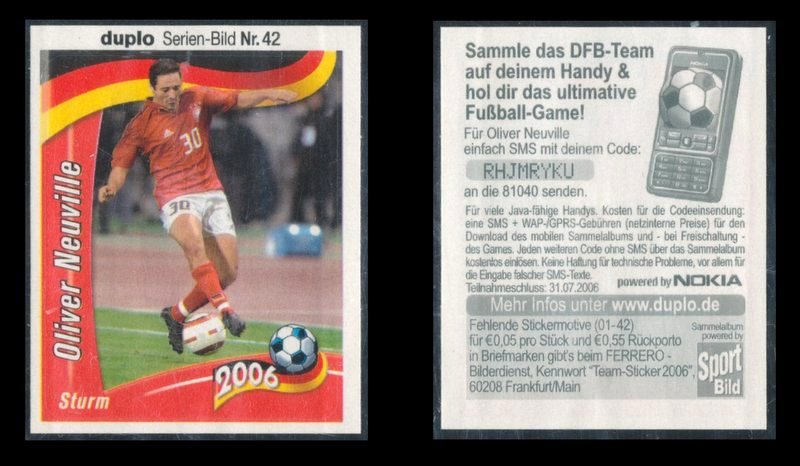 duplo Serien-Bild Nr. 42
30
30
Oliver Neuville
2006
Sturm
Sammle das DFB-Team
auf deinem Handy &
hol dir das ultimative
Fußball-Game!
NOKIA
Für Oliver Neuville
einfach SMS mit deinem Code:
RHJMRYKU
an die 81040 senden.
Für viele Java-fähige Handys. Kosten für die Codeeinsendung:
eine SMS + WAP-/GPRS-Gebühren (netzinterne Preise) für den
Download des mobilen Sammelalbums und - bei Freischaltung -
des Games. Jeden weiteren Code ohne SMS über das Sammelalbum
kostenlos einlösen. Keine Haftung für technische Probleme, vor allem für
die Eingabe falscher SMS-Texte.
Teilnahmeschluss: 31.07.2006
powered by NOKIA
Mehr Infos unter www.duplo.de
Fehlende Stickermotive (01-42)
für €0,05 pro Stück und €0,55 Rückporto
in Briefmarken gibt's beim FERRERO -
Bilderdienst, Kennwort "Team-Sticker 2006",
60208 Frankfurt/Main
Sammelalbum
powered by
Sport
Bild